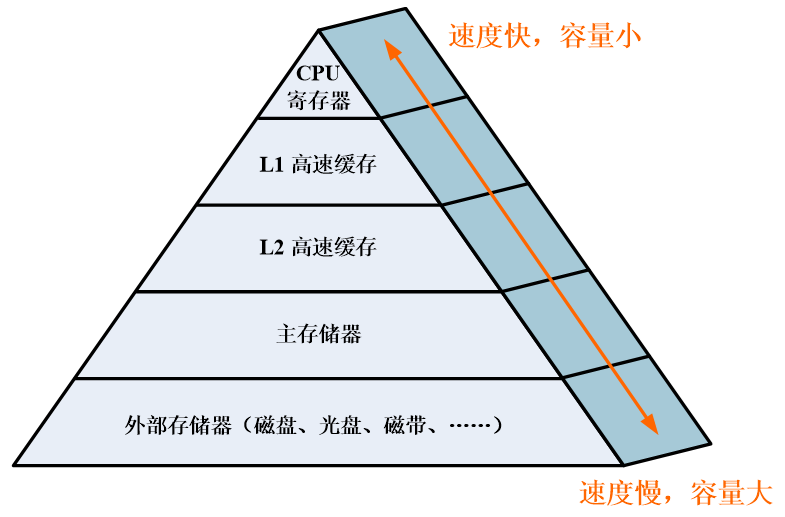 速度快，容量小
CPU
寄存器
L1 高速缓存
L2 高速缓存
主存储器
外部存储器（磁盘、光盘、磁带、……）
速度慢，容量大